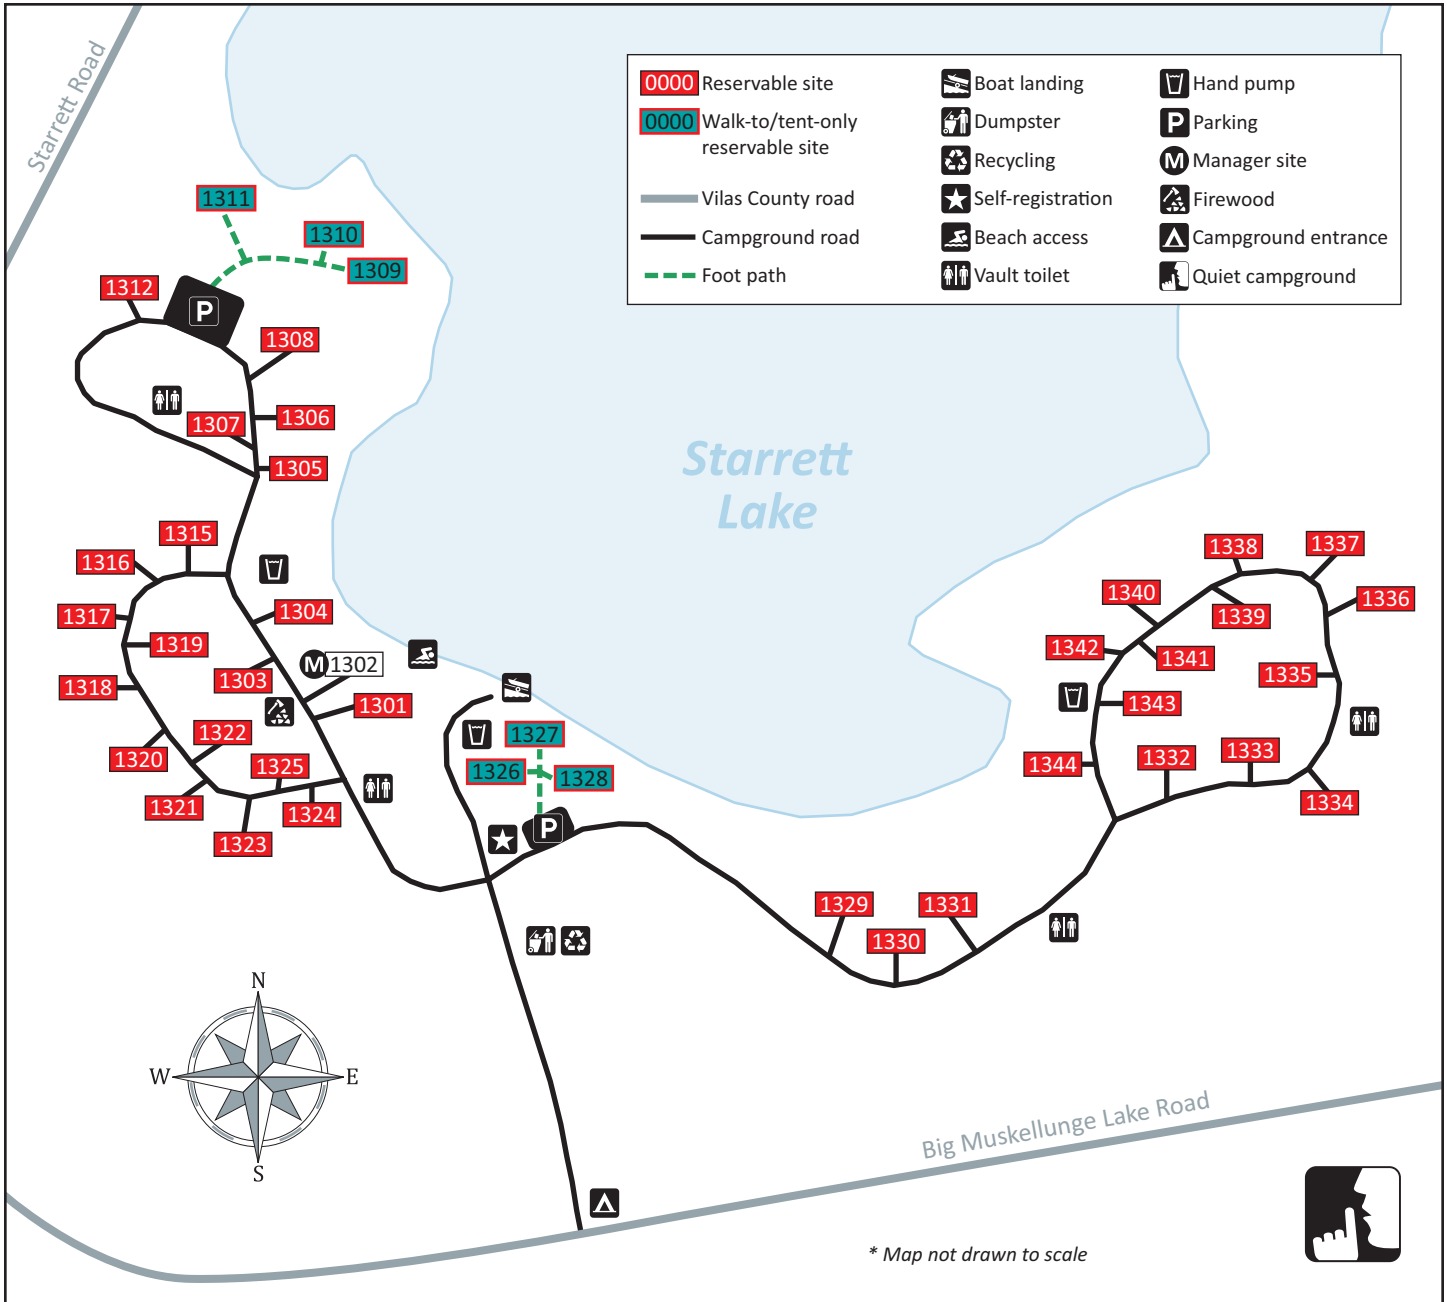 Starrett Road
0000 Reservable site
0000 Walk-to/tent-only
reservable site
Vilas County road
Campground road
Foot path
Boat landing
Dumpster
Recycling
Self-registration
Beach access
Vault toilet
Hand pump
P Parking
M Manager site
Firewood
Campground entrance
Quiet campground
1311
1310
1309
1312
P
1308
1307
1306
1305
Starrett
Lake
1315
1316
1317
1319
1318
1304
1303
M 1302
1301
1322
1320
1325
1321
1324
1323
1327
1326
1328
P
1338
1337
1340
1339
1336
1342
1341
1335
1343
1344
1332
1333
1334
1329
1331
1330
N
W
E
S
Big Muskellunge Lake Road
* Map not drawn to scale